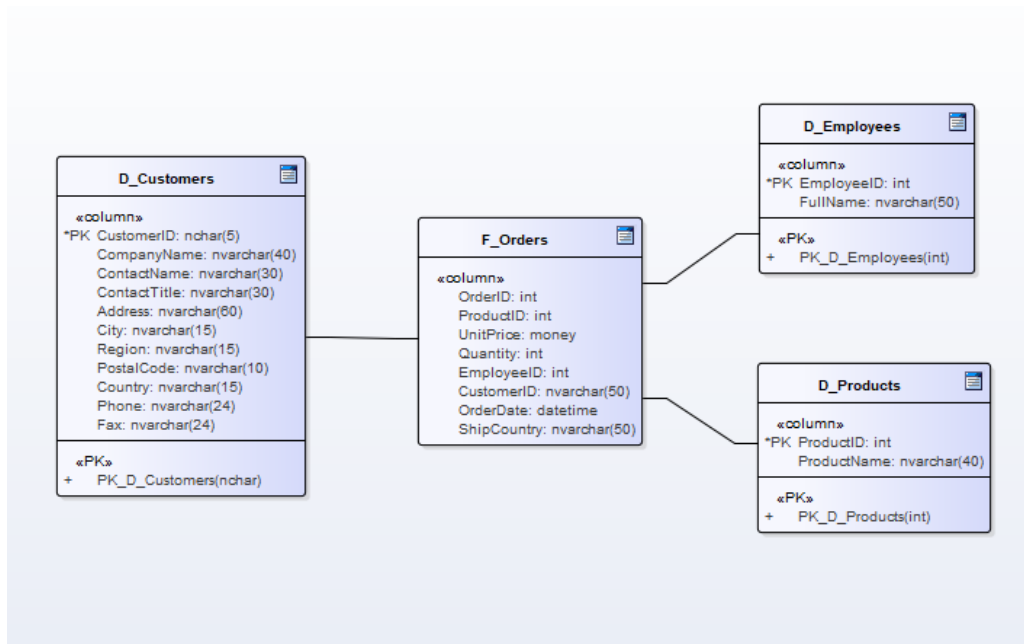 D_Customers
«column»
*PK CustomerID: nchar(5)
CompanyName: nvarchar(40)
ContactName: nvarchar(30)
ContactTitle: nvarchar(30)
Address: nvarchar(60)
City: nvarchar(15)
Region: nvarchar(15)
PostalCode: nvarchar(10)
Country: nvarchar(15)
Phone: nvarchar(24)
Fax: nvarchar(24)
«PK»
+ PK_D_Customers(nchar)
F_Orders
«column»
OrderID: int
ProductID: int
UnitPrice: money
Quantity: int
EmployeeID: int
CustomerID: nvarchar(50)
OrderDate: datetime
ShipCountry: nvarchar(50)
D_Employees
«column»
*PK EmployeeID: int
FullName: nvarchar(50)
«PK»
+ PK_D_Employees(int)
D_Products
«column»
*PK ProductID: int
ProductName: nvarchar(40)
«PK»
+ PK_D_Products(int)